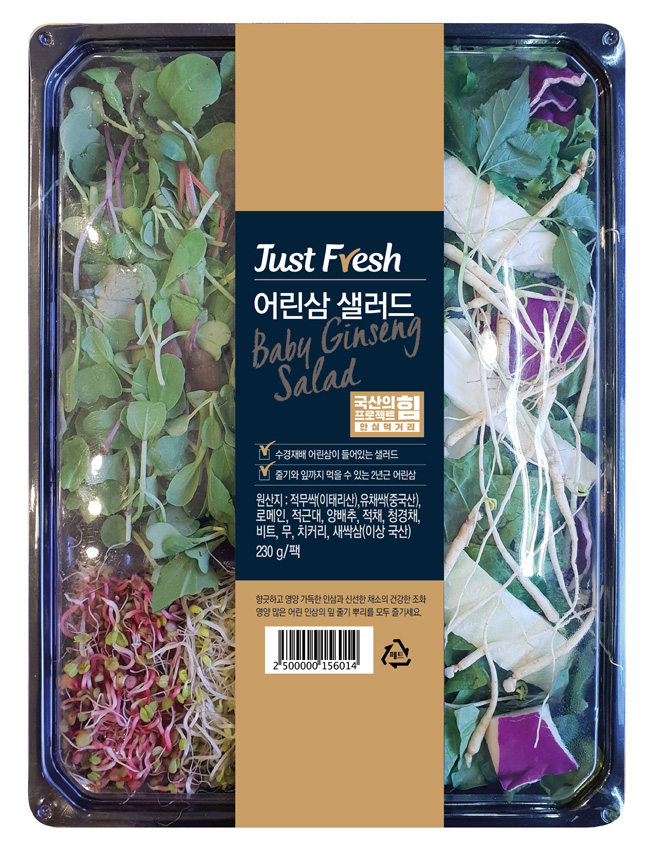 Just Fresh
어린삼 샐러드
Baby Ginseng
Salad
국산의 힘
프로젝트
안심먹거리
수경재배 어린삼이 들어있는 샐러드
줄기와 잎까지 먹을 수 있는 2년근 어린삼
원산지 : 적무싹(이태리산),유채싹(중국산),
로메인, 적근대, 양배추, 적채, 청경채,
비트, 무, 치커리, 새싹삼(이상 국산)
230 g/팩
향긋하고 영양 가득한 인삼과 신선한 채소의 건강한 조화
영양 많은 어린 인삼의 잎 줄기 뿌리를 모두 즐기세요.
2 500000 156014
페트